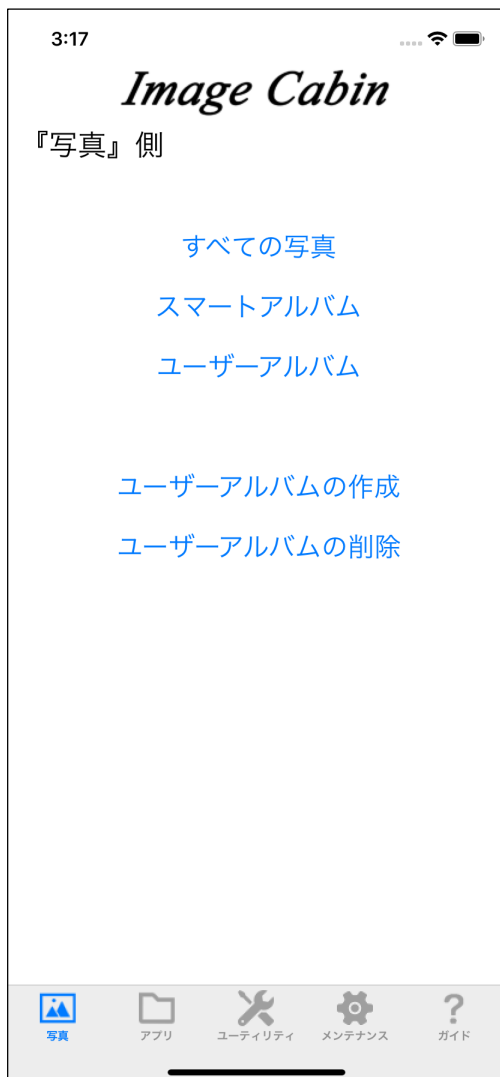 3:17
Image Cabin
『写真』側
すべての写真
スマートアルバム
ユーザーアルバム
ユーザーアルバムの作成
ユーザーアルバムの削除
写真
アプリ
ユーティリティ
メンテナンス
ガイド